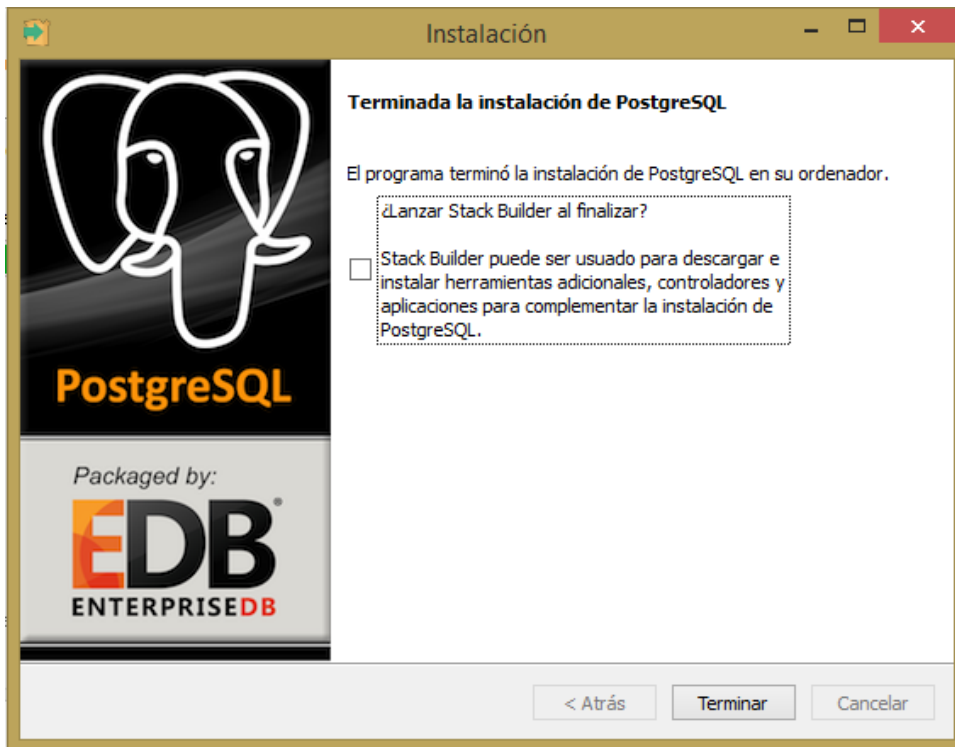 Instalación
Terminada la instalación de PostgreSQL
El programa terminó la instalación de PostgreSQL en su ordenador.
¿Lanzar Stack Builder al finalizar?
Stack Builder puede ser usuado para descargar e
instalar herramientas adicionales, controladores y
aplicaciones para complementar la instalación de
PostgreSQL.
PostgreSQL
Packaged by:
EDB®
ENTERPRISEDB
< Atrás
Terminar
Cancelar